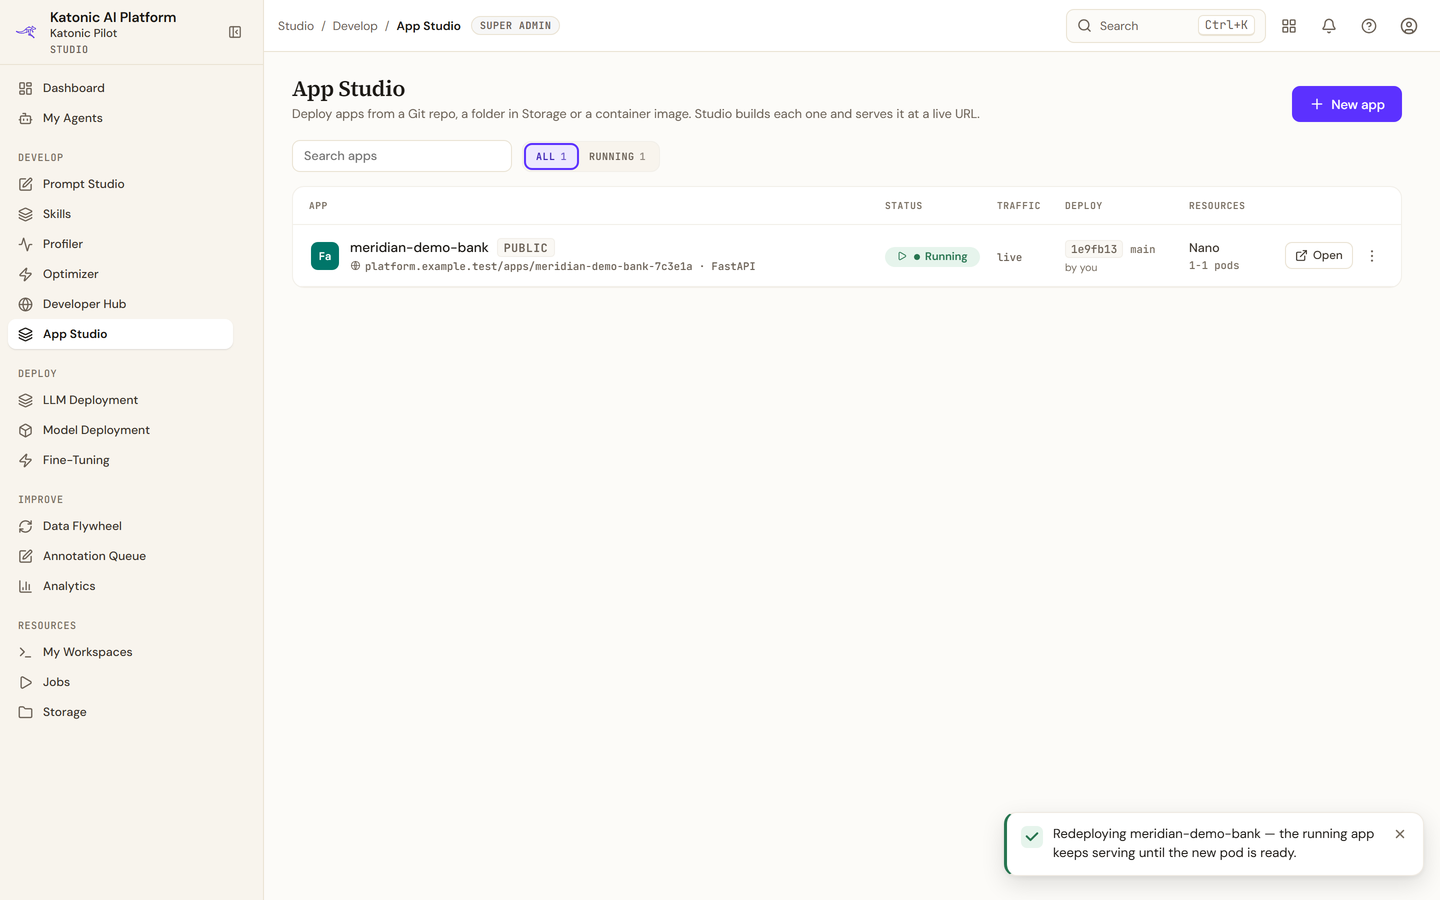 Katonic AI Platform
Katonic Pilot
STUDIO
Dashboard
My Agents
DEVELOP
Prompt Studio
Skills
Profiler
Optimizer
Developer Hub
App Studio
DEPLOY
LLM Deployment
Model Deployment
Fine-Tuning
IMPROVE
Data Flywheel
Annotation Queue
Analytics
RESOURCES
My Workspaces
Jobs
Storage
Studio / Develop / App Studio SUPER ADMIN
Search Ctrl+K
App Studio
Deploy apps from a Git repo, a folder in Storage or a container image. Studio builds each one and serves it at a live URL.
New app
Search apps
ALL 1 RUNNING 1
APP STATUS TRAFFIC DEPLOY RESOURCES
Fa
meridian-demo-bank PUBLIC
platform.example.test/apps/meridian-demo-bank-7c3e1a · FastAPI
Running
live
1e9fb13 main
by you
Nano
1-1 pods
Open
Redeploying meridian-demo-bank — the running app
keeps serving until the new pod is ready.